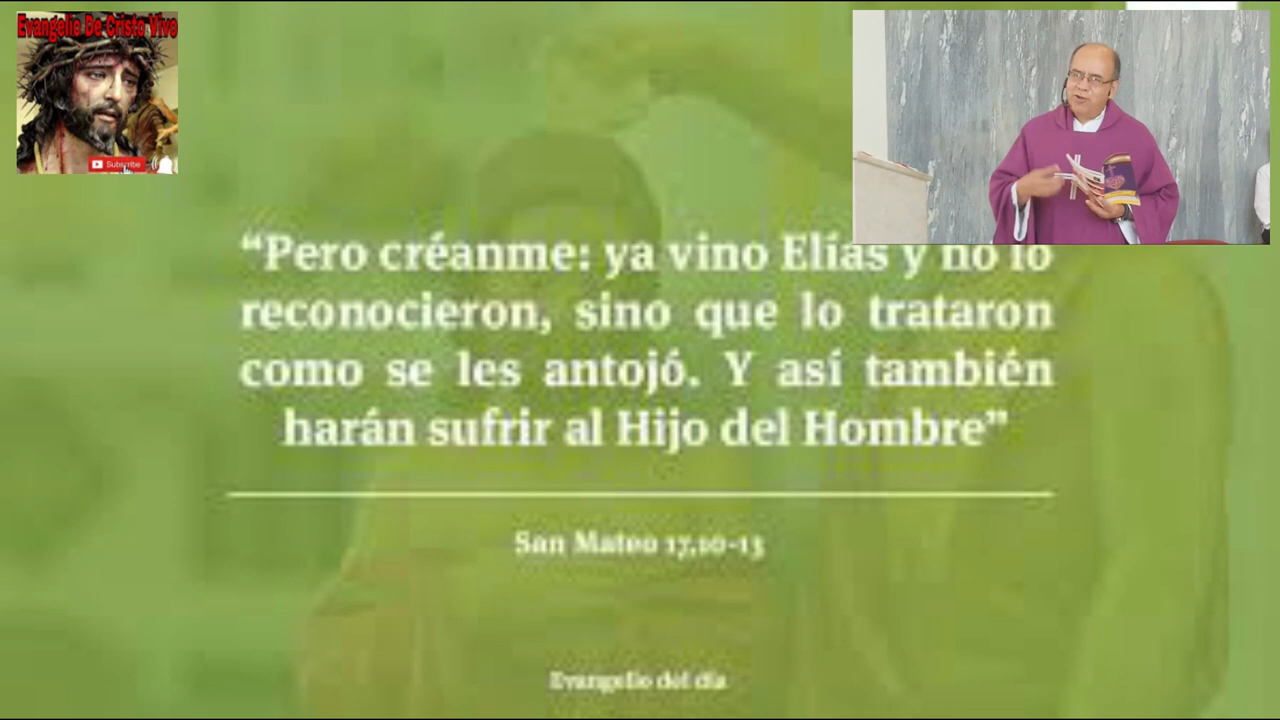 Evangelio De Cristo Vivo
Subscribe
“Pero créanme: ya vino Elías y no lo
reconocieron, sino que lo trataron
como se les antojó. Y así también
harán sufrir al Hijo del Hombre”
San Mateo 17,10-13
Evangelio del día